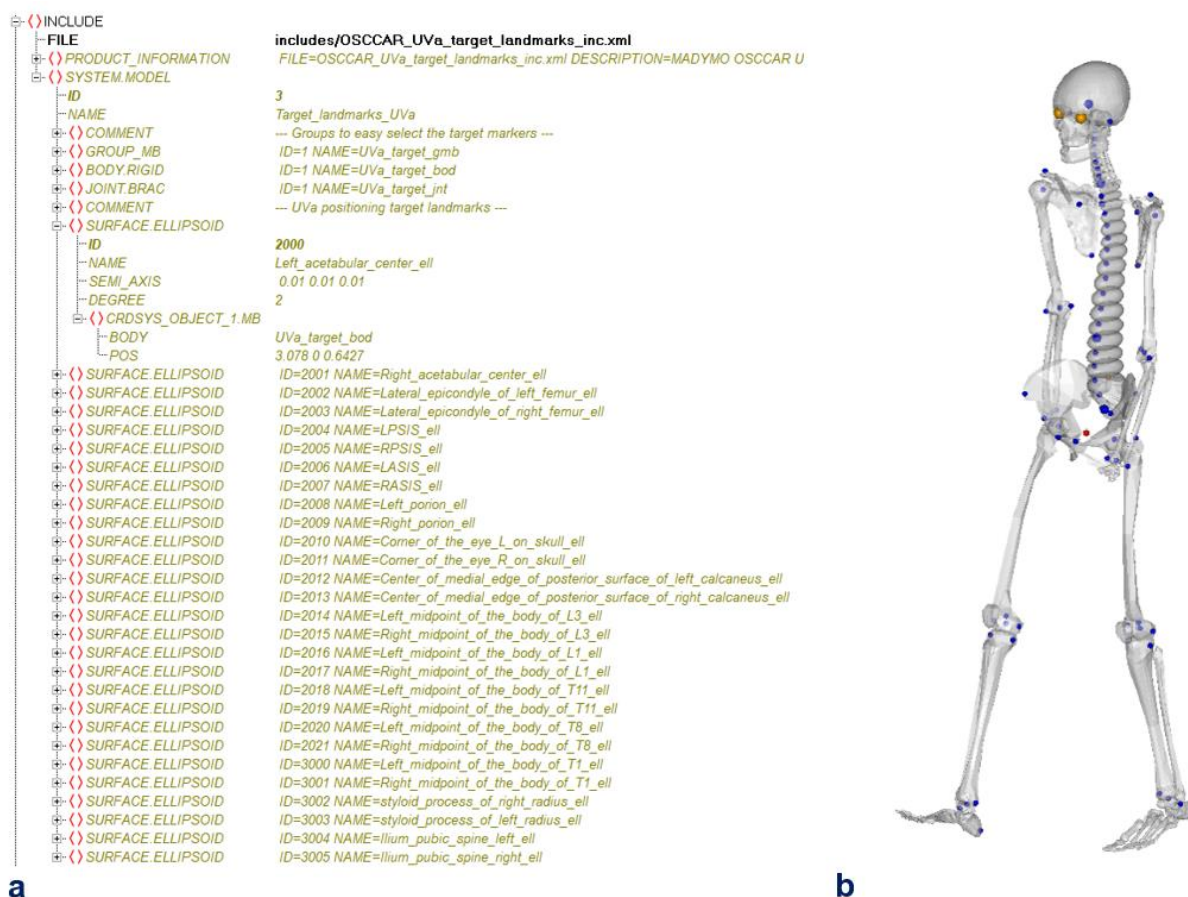 INCLUDE
FILE includes/OSCCAR_UVa_target_landmarks_inc.xml
PRODUCT_INFORMATION FILE=OSCCAR_UVa_target_landmarks_inc.xml DESCRIPTION=MADYMO OSCCAR U
SYSTEM.MODEL
ID 3
NAME Target_landmarks_UVa
COMMENT --- Groups to easy select the target markers ---
GROUP_MB ID=1 NAME=UVa_target_gmb
BODY.RIGID ID=1 NAME=UVa_target_bod
JOINT.BRAC ID=1 NAME=UVa_target_jnt
COMMENT --- UVa positioning target landmarks ---
SURFACE.ELLIPSOID
ID 2000
NAME Left_acetabular_center_ell
SEMI_AXIS 0.01 0.01 0.01
DEGREE 2
CRDSYS_OBJECT_1.MB
BODY UVa_target_bod
POS 3.078 0 0.6427
SURFACE.ELLIPSOID ID=2001 NAME=Right_acetabular_center_ell
SURFACE.ELLIPSOID ID=2002 NAME=Lateral_epicondyle_of_left_femur_ell
SURFACE.ELLIPSOID ID=2003 NAME=Lateral_epicondyle_of_right_femur_ell
SURFACE.ELLIPSOID ID=2004 NAME=LPSIS_ell
SURFACE.ELLIPSOID ID=2005 NAME=RPSIS_ell
SURFACE.ELLIPSOID ID=2006 NAME=LASIS_ell
SURFACE.ELLIPSOID ID=2007 NAME=RASIS_ell
SURFACE.ELLIPSOID ID=2008 NAME=Left_porion_ell
SURFACE.ELLIPSOID ID=2009 NAME=Right_porion_ell
SURFACE.ELLIPSOID ID=2010 NAME=Corner_of_the_eye_L_on_skull_ell
SURFACE.ELLIPSOID ID=2011 NAME=Corner_of_the_eye_R_on_skull_ell
SURFACE.ELLIPSOID ID=2012 NAME=Center_of_medial_edge_of_posterior_surface_of_left_calcaneus_ell
SURFACE.ELLIPSOID ID=2013 NAME=Center_of_medial_edge_of_posterior_surface_of_right_calcaneus_ell
SURFACE.ELLIPSOID ID=2014 NAME=Left_midpoint_of_the_body_of_L3_ell
SURFACE.ELLIPSOID ID=2015 NAME=Right_midpoint_of_the_body_of_L3_ell
SURFACE.ELLIPSOID ID=2016 NAME=Left_midpoint_of_the_body_of_L1_ell
SURFACE.ELLIPSOID ID=2017 NAME=Right_midpoint_of_the_body_of_L1_ell
SURFACE.ELLIPSOID ID=2018 NAME=Left_midpoint_of_the_body_of_T11_ell
SURFACE.ELLIPSOID ID=2019 NAME=Right_midpoint_of_the_body_of_T11_ell
SURFACE.ELLIPSOID ID=2020 NAME=Left_midpoint_of_the_body_of_T8_ell
SURFACE.ELLIPSOID ID=2021 NAME=Right_midpoint_of_the_body_of_T8_ell
SURFACE.ELLIPSOID ID=3000 NAME=Left_midpoint_of_the_body_of_T1_ell
SURFACE.ELLIPSOID ID=3001 NAME=Right_midpoint_of_the_body_of_T1_ell
SURFACE.ELLIPSOID ID=3002 NAME=styloid_process_of_right_radius_ell
SURFACE.ELLIPSOID ID=3003 NAME=styloid_process_of_left_radius_ell
SURFACE.ELLIPSOID ID=3004 NAME=Ilium_pubic_spine_left_ell
SURFACE.ELLIPSOID ID=3005 NAME=Ilium_pubic_spine_right_ell
a b